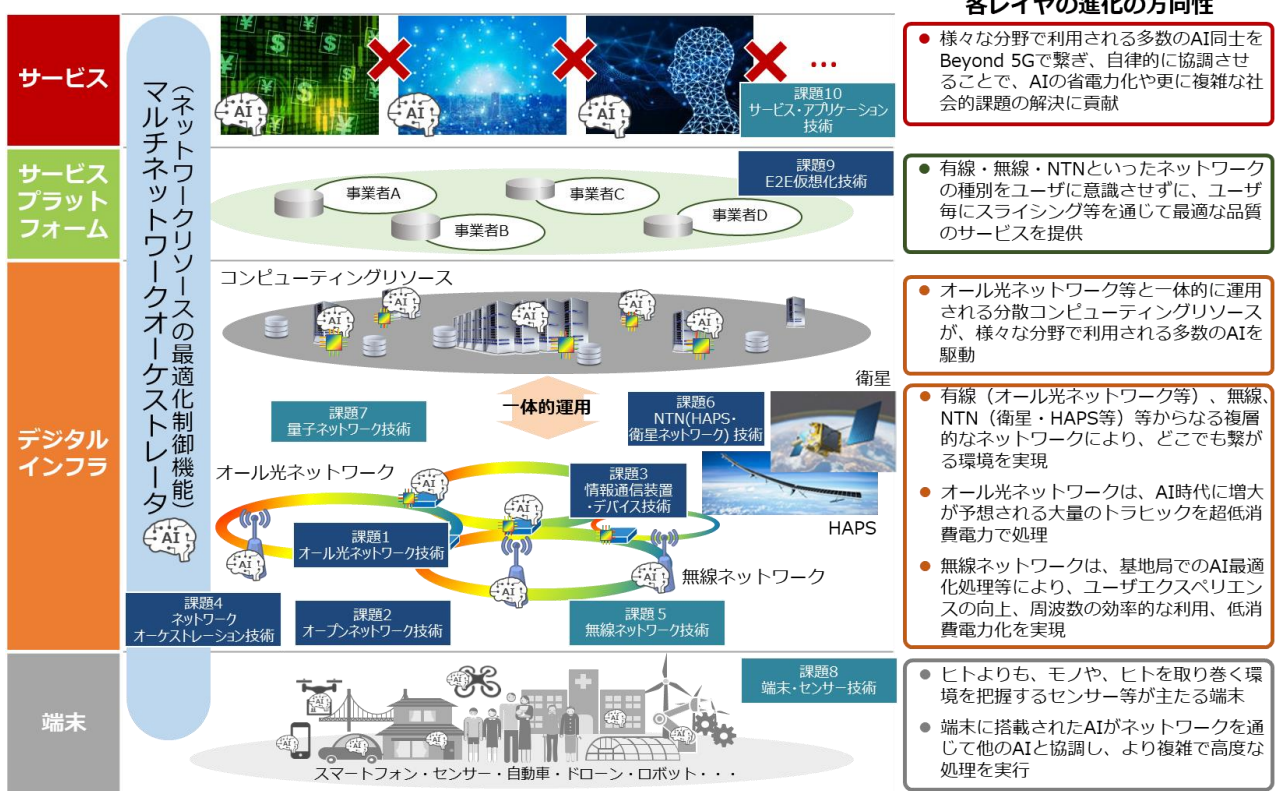 各レイヤの進化の方向性
サービス
マルチネットワークオーケストレータ
(ネットワークリソースの最適化制御機能)
AI
AI
AI
AI
…
課題10
サービス・アプリケーション
技術
● 様々な分野で利用される多数のAI同士を
Beyond 5Gで繋ぎ、自律的に協調させ
ることで、AIの省電力化や更に複雑な社
会的課題の解決に貢献
サービス
プラット
フォーム
事業者A
事業者B
事業者C
事業者D
課題9
E2E仮想化技術
● 有線・無線・NTNといったネットワーク
の種別をユーザに意識させずに、ユーザ
毎にスライシング等を通じて最適な品質
のサービスを提供
デジタル
インフラ
コンピューティングリソース
AI
AI
AI
AI
AI
● オール光ネットワーク等と一体的に運用
される分散コンピューティングリソース
が、様々な分野で利用される多数のAIを
駆動
一体的運用
課題7
量子ネットワーク技術
課題6
NTN(HAPS・
衛星ネットワーク) 技術
衛星
HAPS
オール光ネットワーク
課題3
情報通信装置
・デバイス技術
課題1
オール光ネットワーク技術
無線ネットワーク
AI
AI
AI
AI
AI
AI
課題4
ネットワーク
オーケストレーション技術
課題2
オープンネットワーク技術
課題５
無線ネットワーク技術
● 有線（オール光ネットワーク等）、無線、
NTN（衛星・HAPS等）等からなる複層
的なネットワークにより、どこでも繋が
る環境を実現
● オール光ネットワークは、AI時代に増大
が予想される大量のトラヒックを超低消
費電力で処理
● 無線ネットワークは、基地局でのAI最適
化処理等により、ユーザエクスペリエン
スの向上、周波数の効率的な利用、低消
費電力化を実現
端末
課題8
端末・センサー技術
AI
AI
AI
AI
AI
AI
AI
スマートフォン・センサー・自動車・ドローン・ロボット・・・
● ヒトよりも、モノや、ヒトを取り巻く環
境を把握するセンサー等が主たる端末
● 端末に搭載されたAIがネットワークを通
じて他のAIと協調し、より複雑で高度な
処理を実行